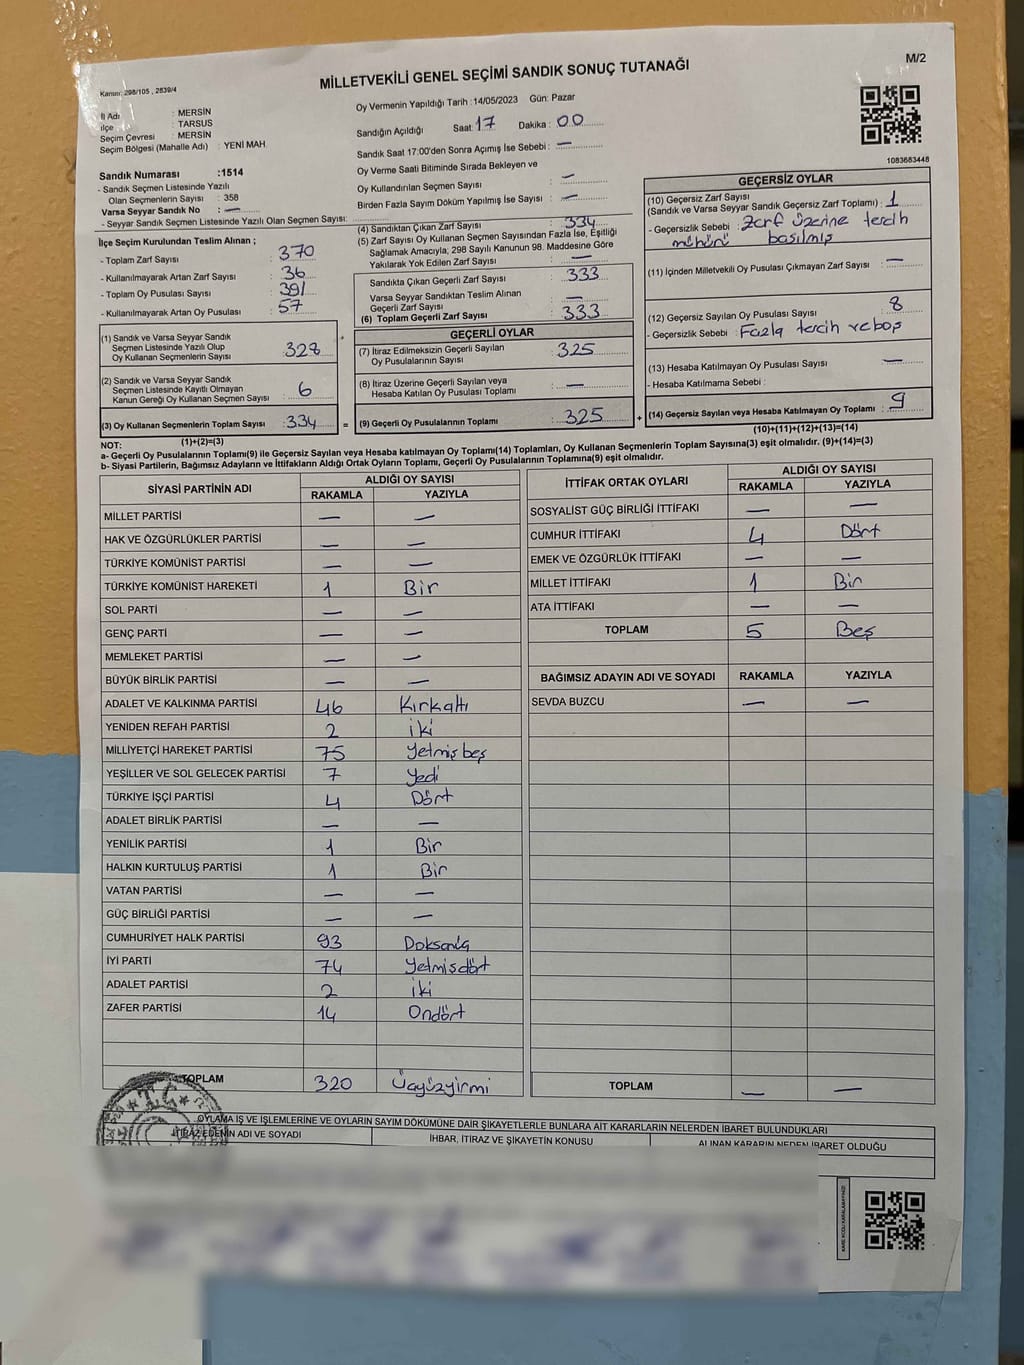 Kanun: 298/105 , 2839/4
MİLLETVEKİLİ GENEL SEÇİMİ SANDIK SONUÇ TUTANAĞI
M/2
İl Adı : MERSİN
İlçe : TARSUS
Seçim Çevresi : MERSİN
Seçim Bölgesi (Mahalle Adı) : YENİ MAH
Sandık Numarası :1514
- Sandık Seçmen Listesinde Yazılı
Olan Seçmenlerin Sayısı : 358
Varsa Seyyar Sandık No : —
- Seyyar Sandık Seçmen Listesinde Yazılı Olan Seçmen Sayısı:
Oy Vermenin Yapıldığı Tarih :14/05/2023 Gün: Pazar
Sandığın Açıldığı Saat: 17 Dakika : 00
Sandık Saat 17:00'den Sonra Açımış İse Sebebi : —
Oy Verme Saati Bitiminde Sırada Bekleyen ve
Oy Kullandırılan Seçmen Sayısı : —
Birden Fazla Sayım Döküm Yapılmış İse Sayısı : —
1083683448
İlçe Seçim Kurulundan Teslim Alınan ;
- Toplam Zarf Sayısı : 370
- Kullanılmayarak Artan Zarf Sayısı : 36
- Toplam Oy Pusulası Sayısı : 391
- Kullanılmayarak Artan Oy Pusulası : 57
(4) Sandıktan Çıkan Zarf Sayısı : 334
(5) Zarf Sayısı Oy Kullanan Seçmen Sayısından Fazla İse, Eşitliği
Sağlamak Amacıyla; 298 Sayılı Kanunun 98. Maddesine Göre
Yakılarak Yok Edilen Zarf Sayısı : —
Sandıkta Çıkan Geçerli Zarf Sayısı : 333
Varsa Seyyar Sandıktan Teslim Alınan
Geçerli Zarf Sayısı : —
(6) Toplam Geçerli Zarf Sayısı : 333
GEÇERSİZ OYLAR
(10) Geçersiz Zarf Sayısı
(Sandık ve Varsa Seyyar Sandık Geçersiz Zarf Toplamı) : 1
- Geçersizlik Sebebi : Zarf üzerine tercih
mühürü basılmış
(11) İçinden Milletvekili Oy Pusulası Çıkmayan Zarf Sayısı : —
(12) Geçersiz Sayılan Oy Pusulası Sayısı : 8
- Geçersizlik Sebebi : Fazla tercih ve boş
(13) Hesaba Katılmayan Oy Pusulası Sayısı : —
- Hesaba Katılmama Sebebi :
(14) Geçersiz Sayılan veya Hesaba Katılmayan Oy Toplamı : 9
(10)+(11)+(12)+(13)=(14)
(1) Sandık ve Varsa Seyyar Sandık
Seçmen Listesinde Yazılı Olup
Oy Kullanan Seçmenlerin Sayısı : 328
(2) Sandık ve Varsa Seyyar Sandık
Seçmen Listesinde Kayıtlı Olmayan
Kanun Gereği Oy Kullanan Seçmen Sayısı : 6
(3) Oy Kullanan Seçmenlerin Toplam Sayısı : 334
(1)+(2)=(3)
GEÇERLİ OYLAR
(7) İtiraz Edilmeksizin Geçerli Sayılan
Oy Pusulalarının Sayısı : 325
(8) İtiraz Üzerine Geçerli Sayılan veya
Hesaba Katılan Oy Pusulası Toplamı : —
= (9) Geçerli Oy Pusulalarının Toplamı : 325 +
NOT:
a- Geçerli Oy Pusulalarının Toplamı(9) ile Geçersiz Sayılan veya Hesaba katılmayan Oy Toplamı(14) Toplamları, Oy Kullanan Seçmenlerin Toplam Sayısına(3) eşit olmalıdır. (9)+(14)=(3)
b- Siyasi Partilerin, Bağımsız Adayların ve İttifakların Aldığı Ortak Oyların Toplamı, Geçerli Oy Pusulalarının Toplamına(9) eşit olmalıdır.
SİYASİ PARTİNİN ADI ALDIĞI OY SAYISI
RAKAMLA YAZIYLA
MİLLET PARTİSİ — —
HAK VE ÖZGÜRLÜKLER PARTİSİ — —
TÜRKİYE KOMÜNİST PARTİSİ — —
TÜRKİYE KOMÜNİST HAREKETİ 1 Bir
SOL PARTİ — —
GENÇ PARTİ — —
MEMLEKET PARTİSİ — —
BÜYÜK BİRLİK PARTİSİ — —
ADALET VE KALKINMA PARTİSİ 46 Kırkaltı
YENİDEN REFAH PARTİSİ 2 iki
MİLLİYETÇİ HAREKET PARTİSİ 75 Yetmiş beş
YEŞİLLER VE SOL GELECEK PARTİSİ 7 Yedi
TÜRKİYE İŞÇİ PARTİSİ 4 Dört
ADALET BİRLİK PARTİSİ — —
YENİLİK PARTİSİ 1 Bir
HALKIN KURTULUŞ PARTİSİ 1 Bir
VATAN PARTİSİ — —
GÜÇ BİRLİĞİ PARTİSİ — —
CUMHURİYET HALK PARTİSİ 93 Doksanüç
İYİ PARTİ 74 Yetmişdört
ADALET PARTİSİ 2 iki
ZAFER PARTİSİ 14 Ondört
TOPLAM 320 Üçyüzyirmi
İTTİFAK ORTAK OYLARI ALDIĞI OY SAYISI
RAKAMLA YAZIYLA
SOSYALİST GÜÇ BİRLİĞİ İTTİFAKI — —
CUMHUR İTTİFAKI 4 Dört
EMEK VE ÖZGÜRLÜK İTTİFAKI — —
MİLLET İTTİFAKI 1 Bir
ATA İTTİFAKI — —
TOPLAM 5 Beş
BAĞIMSIZ ADAYIN ADI VE SOYADI RAKAMLA YAZIYLA
SEVDA BUZCU — —
TOPLAM — —
T.C.
OYLAMA İŞ VE İŞLEMLERİNE VE OYLARIN SAYIM DÖKÜMÜNE DAİR ŞİKAYETLERLE BUNLARA AİT KARARLARIN NELERDEN İBARET BULUNDUKLARI
İTİRAZ EDENİN ADI VE SOYADI İHBAR, İTİRAZ VE ŞİKAYETİN KONUSU ALINAN KARARIN NEDEN İBARET OLDUĞU